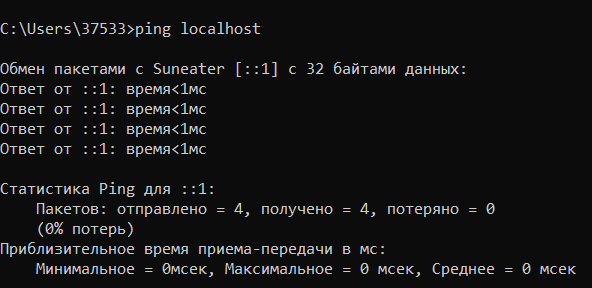 C:\Users\37533>ping localhost
Обмен пакетами с Suneater [::1] с 32 байтами данных:
Ответ от ::1: время<1мс
Ответ от ::1: время<1мс
Ответ от ::1: время<1мс
Ответ от ::1: время<1мс
Статистика Ping для ::1:
Пакетов: отправлено = 4, получено = 4, потеряно = 0
(0% потерь)
Приблизительное время приема-передачи в мс:
Минимальное = 0мсек, Максимальное = 0 мсек, Среднее = 0 мсек